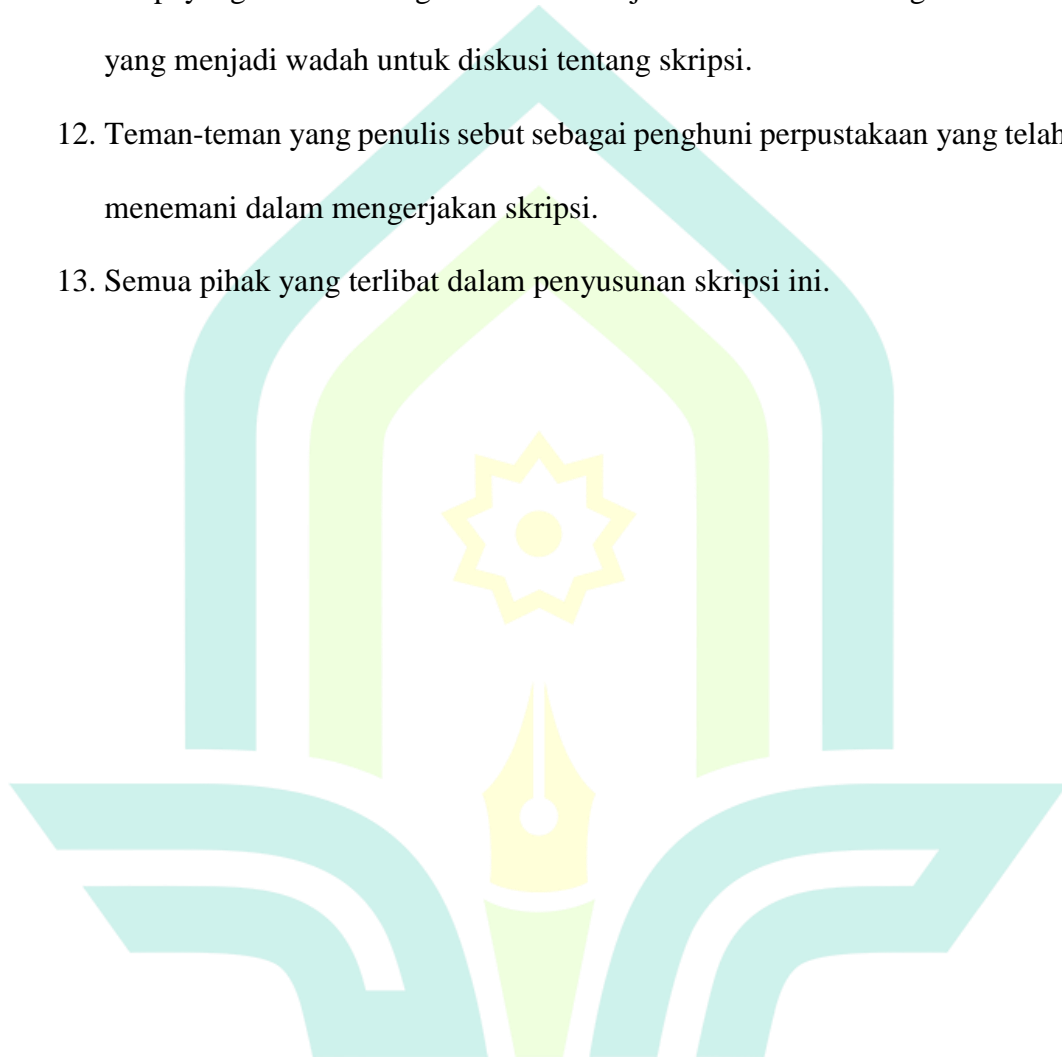 yang menjadi wadah untuk diskusi tentang skripsi.
12. Teman-teman yang penulis sebut sebagai penghuni perpustakaan yang telah
menemani dalam mengerjakan skripsi.
13. Semua pihak yang terlibat dalam penyusunan skripsi ini.